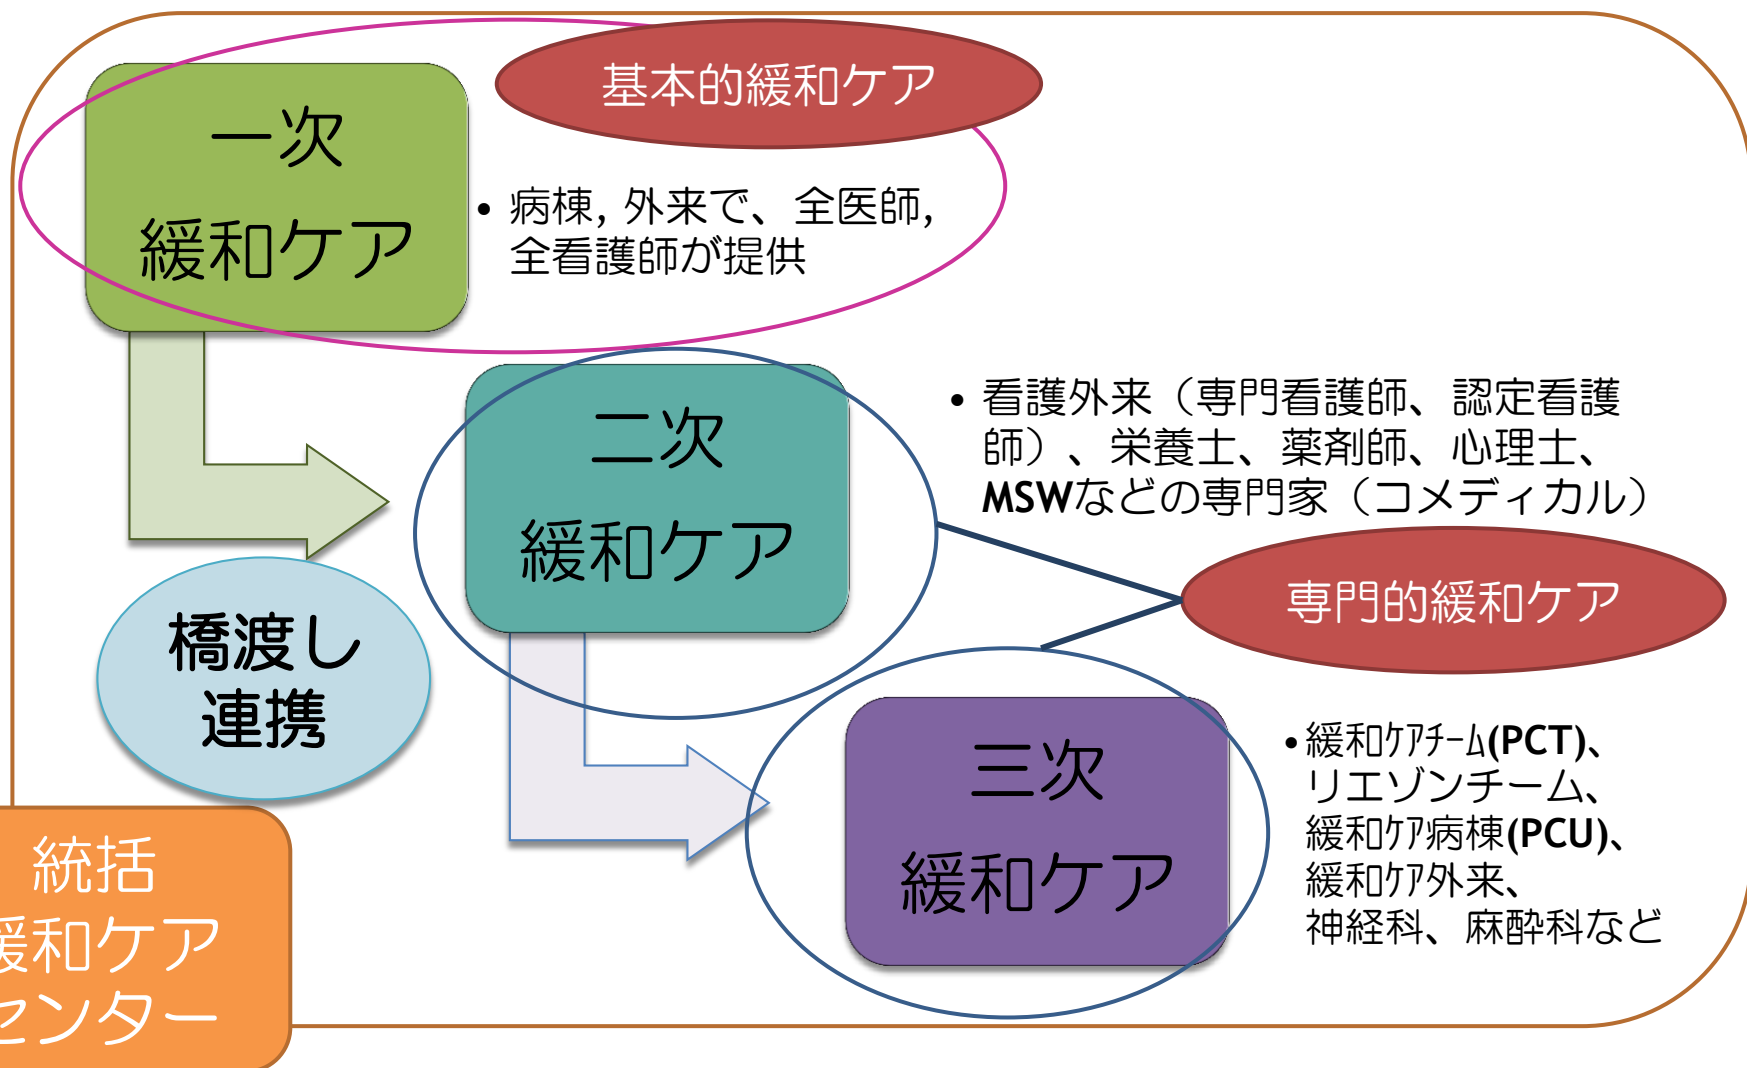 基本的緩和ケア
一次
緩和ケア
• 病棟, 外来で、全医師,
全看護師が提供
二次
緩和ケア
• 看護外来（専門看護師、認定看護
師）、栄養士、薬剤師、心理士、
MSWなどの専門家（コメディカル）
専門的緩和ケア
橋渡し
連携
三次
緩和ケア
• 緩和ｹｱﾁｰﾑ(PCT)、
リエゾンチーム、
緩和ｹｱ病棟(PCU)、
緩和ｹｱ外来、
神経科、麻酔科など
統括
緩和ケア
センター